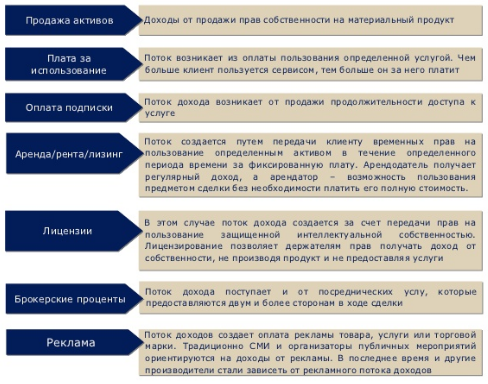 Продажа активов
Доходы от продажи прав собственности на материальный продукт
Плата за
использование
Поток возникает из оплаты пользования определенной услугой. Чем
больше клиент пользуется сервисом, тем больше он за него платит
Оплата подписки
Поток дохода возникает от продажи продолжительности доступа к
услуге
Аренда/рента/лизинг
Поток создается путем передачи клиенту временных прав на
пользование определенным активом в течение определенного
периода времени за фиксированную плату. Арендодатель получает
регулярный доход, а арендатор – возможность пользования
предметом сделки без необходимости платить его полную стоимость.
Лицензии
В этом случае поток дохода создается за счет передачи прав на
пользование защищенной интеллектуальной собственностью.
Лицензирование позволяет держателям прав получать доход от
собственности, не производя продукт и не предоставляя услуги
Брокерские проценты
Поток дохода поступает и от посреднических услуг, которые
предоставляются двум и более сторонам в ходе сделки
Реклама
Поток доходов создает оплата рекламы товара, услуги или торговой
марки. Традиционно СМИ и организаторы публичных мероприятий
ориентируются на доходы от рекламы. В последнее время и другие
производители стали зависеть от рекламного потока доходов